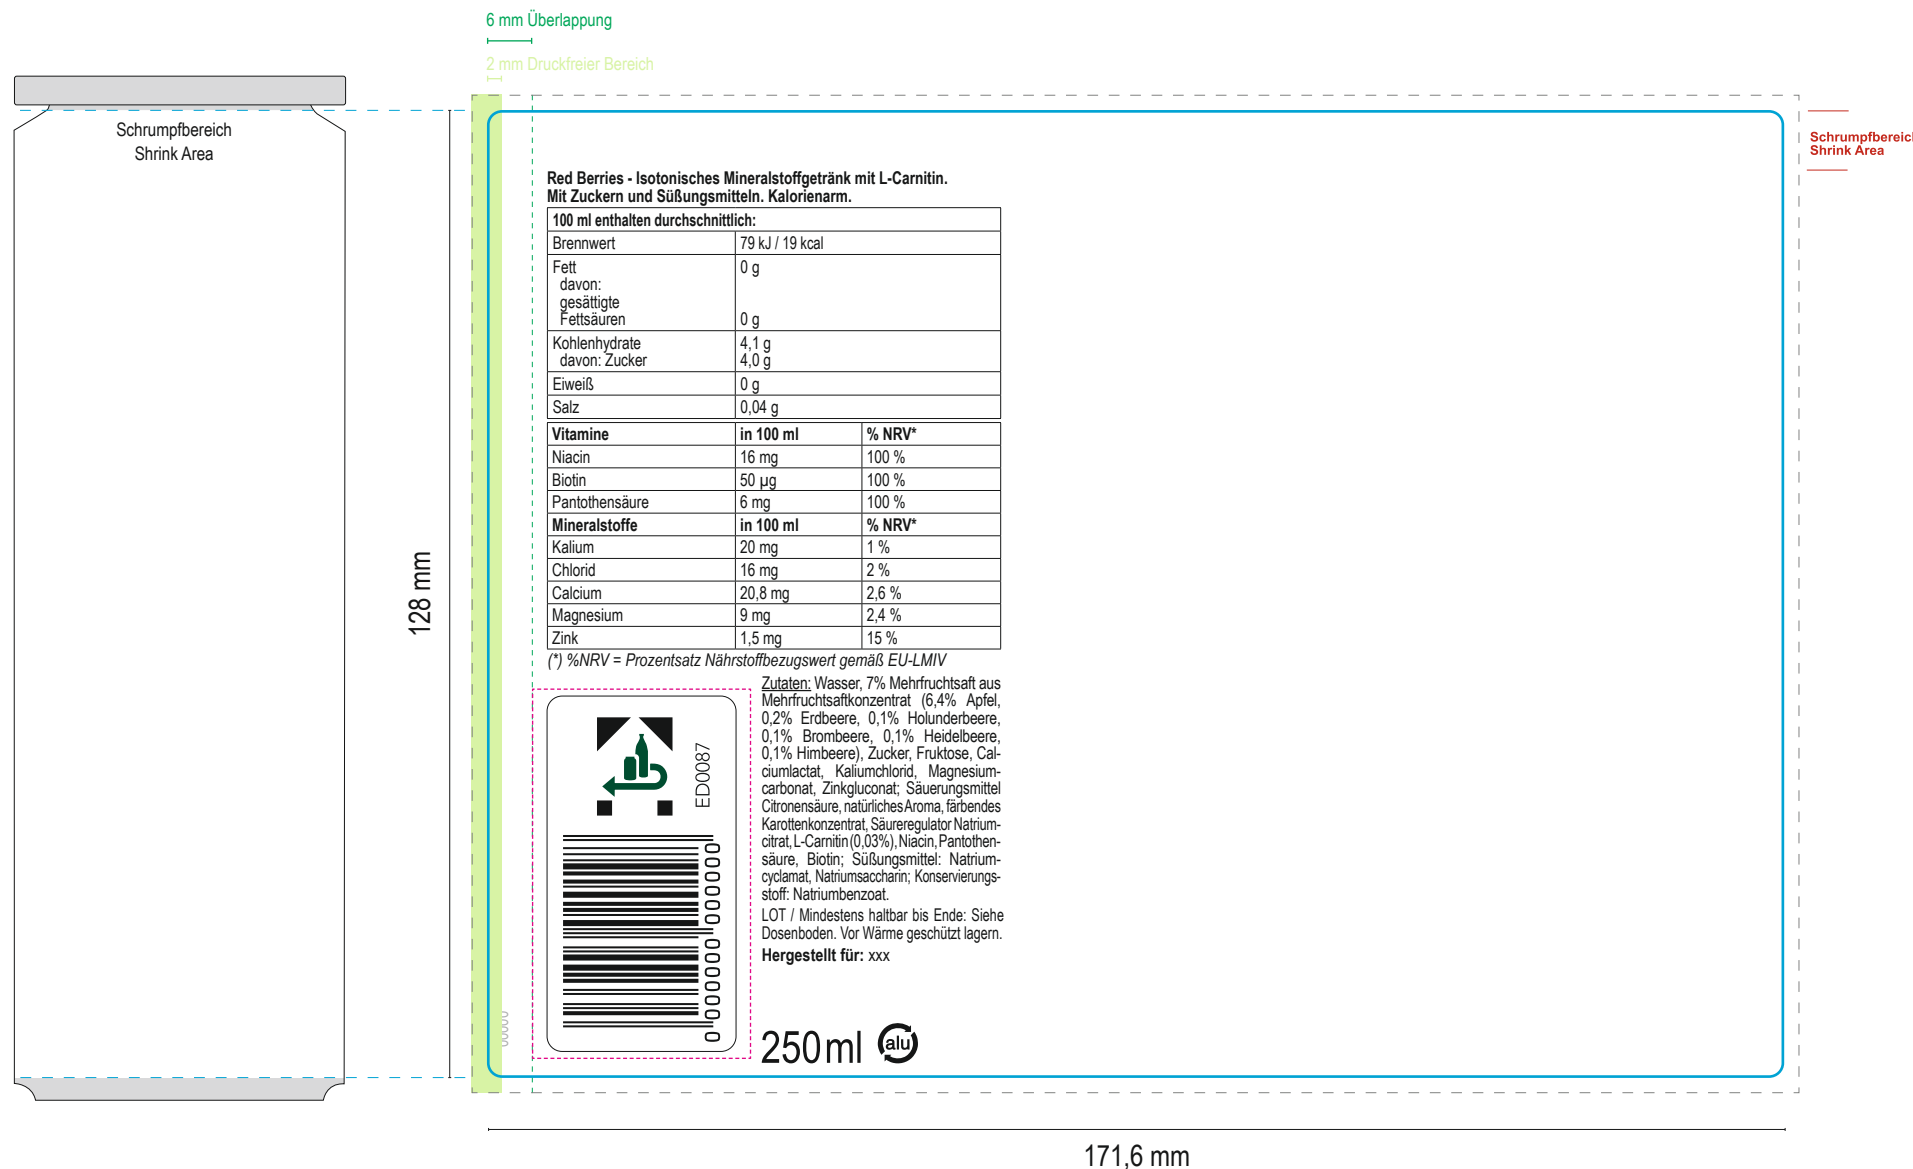 6 mm Überlappung
2 mm Druckfreier Bereich
Schrumpfbereich
Shrink Area
Schrumpfbereich
Shrink Area
128 mm
Red Berries - Isotonisches Mineralstoffgetränk mit L-Carnitin.
Mit Zuckern und Süßungsmitteln. Kalorienarm.
100 ml enthalten durchschnittlich:
Brennwert 79 kJ / 19 kcal
Fett 0 g
davon:
gesättigte
Fettsäuren 0 g
Kohlenhydrate 4,1 g
davon: Zucker 4,0 g
Eiweiß 0 g
Salz 0,04 g
Vitamine in 100 ml % NRV*
Niacin 16 mg 100 %
Biotin 50 µg 100 %
Pantothensäure 6 mg 100 %
Mineralstoffe in 100 ml % NRV*
Kalium 20 mg 1 %
Chlorid 16 mg 2 %
Calcium 20,8 mg 2,6 %
Magnesium 9 mg 2,4 %
Zink 1,5 mg 15 %
(*) %NRV = Prozentsatz Nährstoffbezugswert gemäß EU-LMIV
ED0087
0 000000 000000
Zutaten: Wasser, 7% Mehrfruchtsaft aus
Mehrfruchtsaftkonzentrat (6,4% Apfel,
0,2% Erdbeere, 0,1% Holunderbeere,
0,1% Brombeere, 0,1% Heidelbeere,
0,1% Himbeere), Zucker, Fruktose, Cal-
ciumlactat, Kaliumchlorid, Magnesium-
carbonat, Zinkgluconat; Säuerungsmittel
Citronensäure, natürliches Aroma, färbendes
Karottenkonzentrat, Säureregulator Natrium-
citrat, L-Carnitin (0,03%), Niacin, Pantothen-
säure, Biotin; Süßungsmittel: Natrium-
cyclamat, Natriumsaccharin; Konservierungs-
stoff: Natriumbenzoat.
LOT / Mindestens haltbar bis Ende: Siehe
Dosenboden. Vor Wärme geschützt lagern.
Hergestellt für: xxx
250 ml
alu
171,6 mm